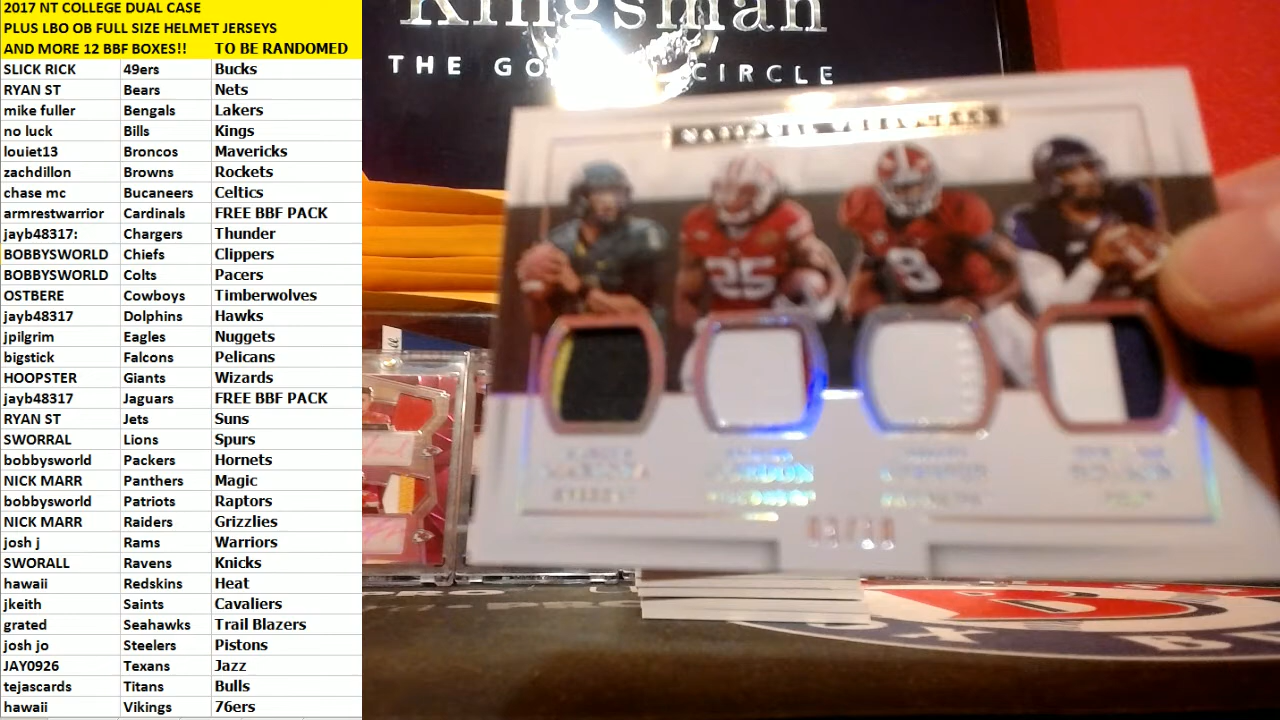 2017 NT COLLEGE DUAL CASE
PLUS LBO OB FULL SIZE HELMET JERSEYS
AND MORE 12 BBF BOXES!! TO BE RANDOMED
SLICK RICK 49ers Bucks
RYAN ST Bears Nets
mike fuller Bengals Lakers
no luck Bills Kings
louiet13 Broncos Mavericks
zachdillon Browns Rockets
chase mc Bucaneers Celtics
armrestwarrior Cardinals FREE BBF PACK
jayb48317: Chargers Thunder
BOBBYSWORLD Chiefs Clippers
BOBBYSWORLD Colts Pacers
OSTBERE Cowboys Timberwolves
jayb48317 Dolphins Hawks
jpilgrim Eagles Nuggets
bigstick Falcons Pelicans
HOOPSTER Giants Wizards
jayb48317 Jaguars FREE BBF PACK
RYAN ST Jets Suns
SWORRAL Lions Spurs
bobbysworld Packers Hornets
NICK MARR Panthers Magic
bobbysworld Patriots Raptors
NICK MARR Raiders Grizzlies
josh j Rams Warriors
SWORALL Ravens Knicks
hawaii Redskins Heat
jkeith Saints Cavaliers
grated Seahawks Trail Blazers
josh jo Steelers Pistons
JAY0926 Texans Jazz
tejascards Titans Bulls
hawaii Vikings 76ers
Kingsman
THE GO CIRCLE
NATIONAL TREASURES
25
8